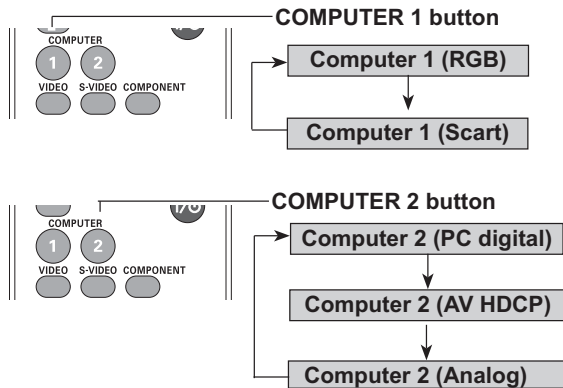 COMPUTER 1 button
COMPUTER
1 2
VIDEO S-VIDEO COMPONENT
Computer 1 (RGB)
Computer 1 (Scart)
COMPUTER 2 button
COMPUTER
1 2
VIDEO S-VIDEO COMPONENT
Computer 2 (PC digital)
Computer 2 (AV HDCP)
Computer 2 (Analog)